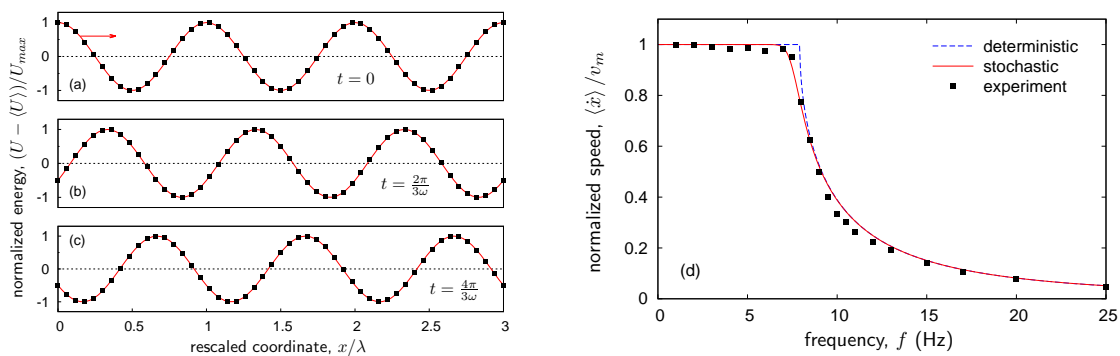 normalized energy, (U − ⟨U⟩)/U_max
1
0
-1
(a)
t = 0
1
0
-1
(b)
t = 2π/3ω
1
0
-1
(c)
t = 4π/3ω
0 0.5 1 1.5 2 2.5 3
rescaled coordinate, x/λ
normalized speed, ⟨ẋ⟩/v_m
1
0.8
0.6
0.4
0.2
0
deterministic
stochastic
experiment
(d)
0 5 10 15 20 25
frequency, f (Hz)